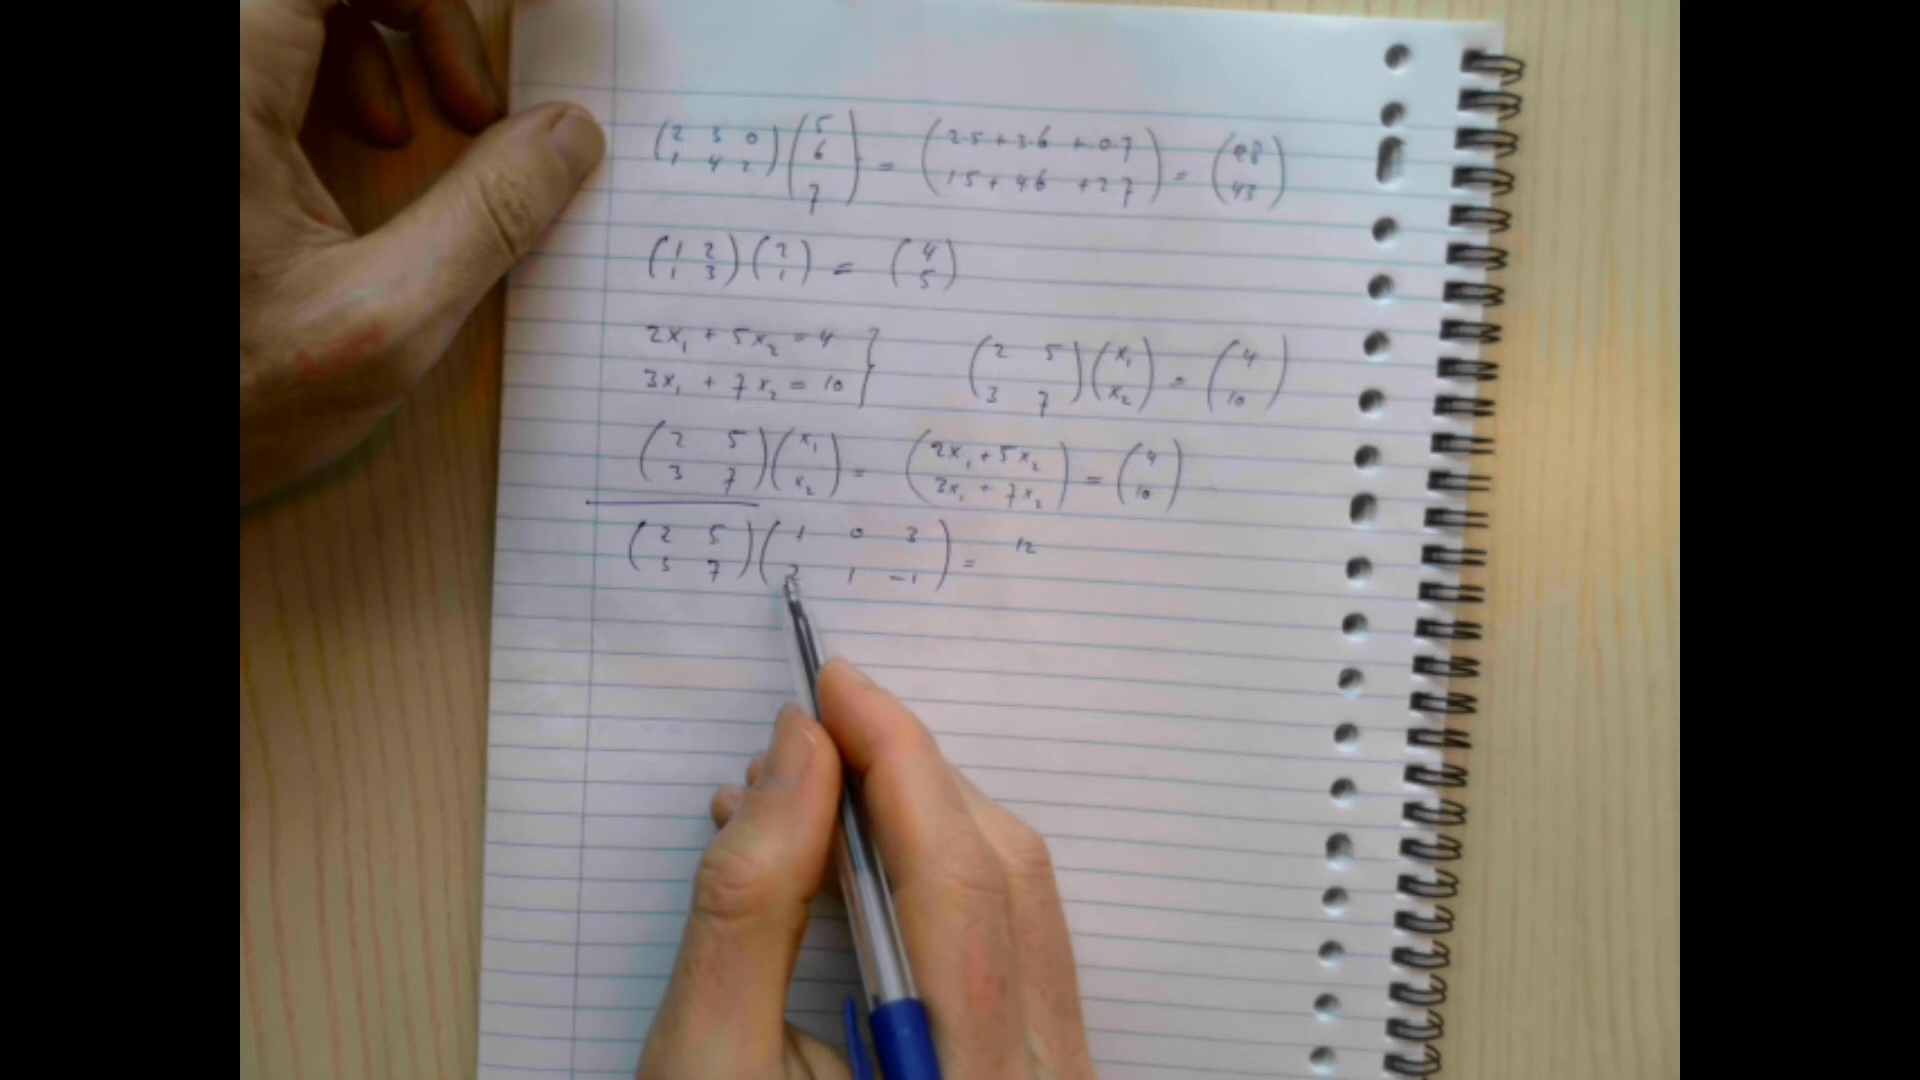 (2 3 0 / 1 4 2)(5 / 6 / 7) = (2·5+3·6+0·7 / 1·5+4·6+2·7) = (28 / 43)
(1 2 / 1 3)(2 / 1) = (4 / 5)
2x₁ + 5x₂ = 4
3x₁ + 7x₂ = 10 } (2 5 / 3 7)(x₁ / x₂) = (4 / 10)
(2 5 / 3 7)(x₁ / x₂) = (2x₁+5x₂ / 3x₁+7x₂) = (4 / 10)
(2 5 / 3 7)(1 0 3 / 2 1 -1) = 12